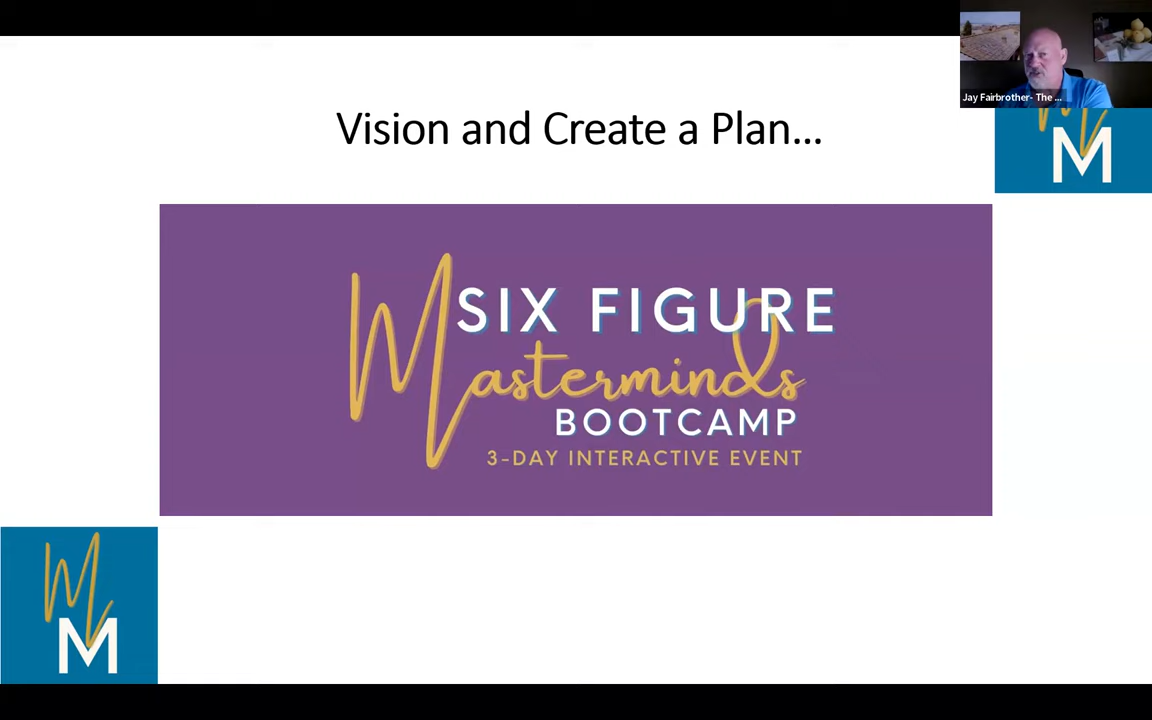 Jay Fairbrother- The ...
Vision and Create a Plan...
M
M
SIX FIGURE
Masterminds
BOOTCAMP
3-DAY INTERACTIVE EVENT
M
M